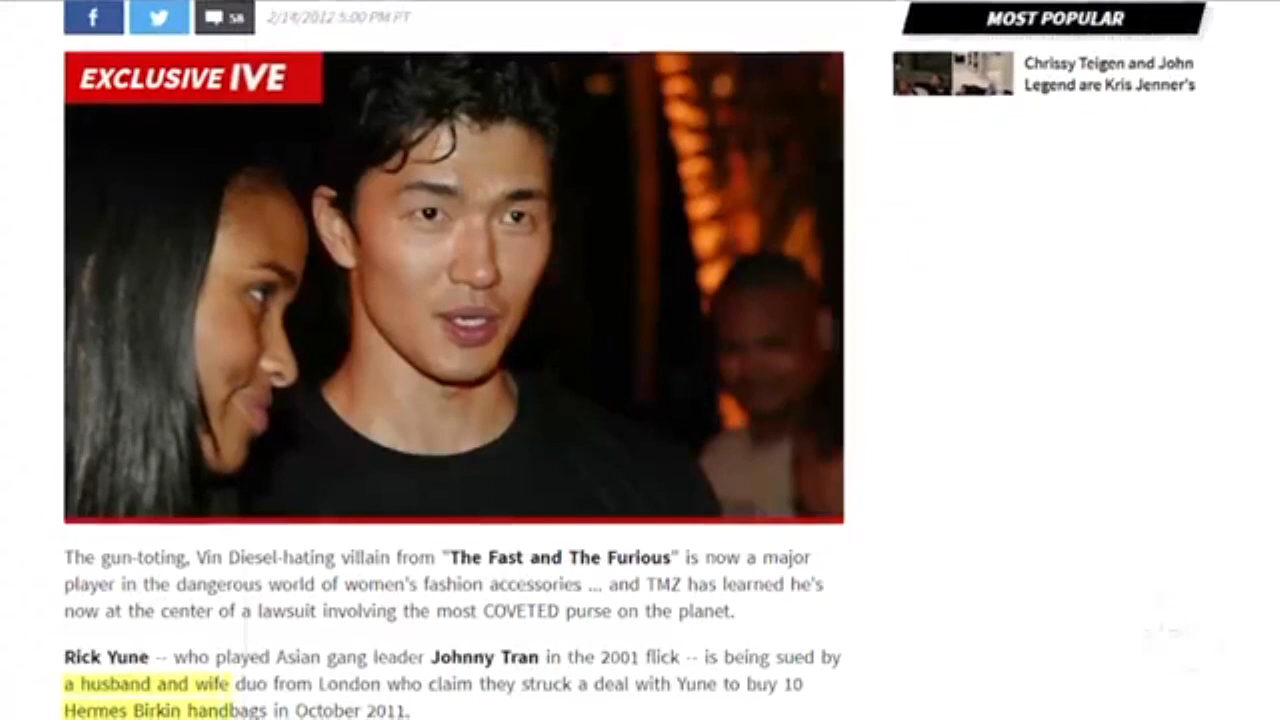 f
58
2/14/2012 5:00 PM PT
MOST POPULAR
Chrissy Teigen and John
Legend are Kris Jenner's
EXCLUSIVE IVE
The gun-toting, Vin Diesel-hating villain from "The Fast and The Furious" is now a major
player in the dangerous world of women's fashion accessories ... and TMZ has learned he's
now at the center of a lawsuit involving the most COVETED purse on the planet.
Rick Yune -- who played Asian gang leader Johnny Tran in the 2001 flick -- is being sued by
a husband and wife duo from London who claim they struck a deal with Yune to buy 10
Hermes Birkin handbags in October 2011.